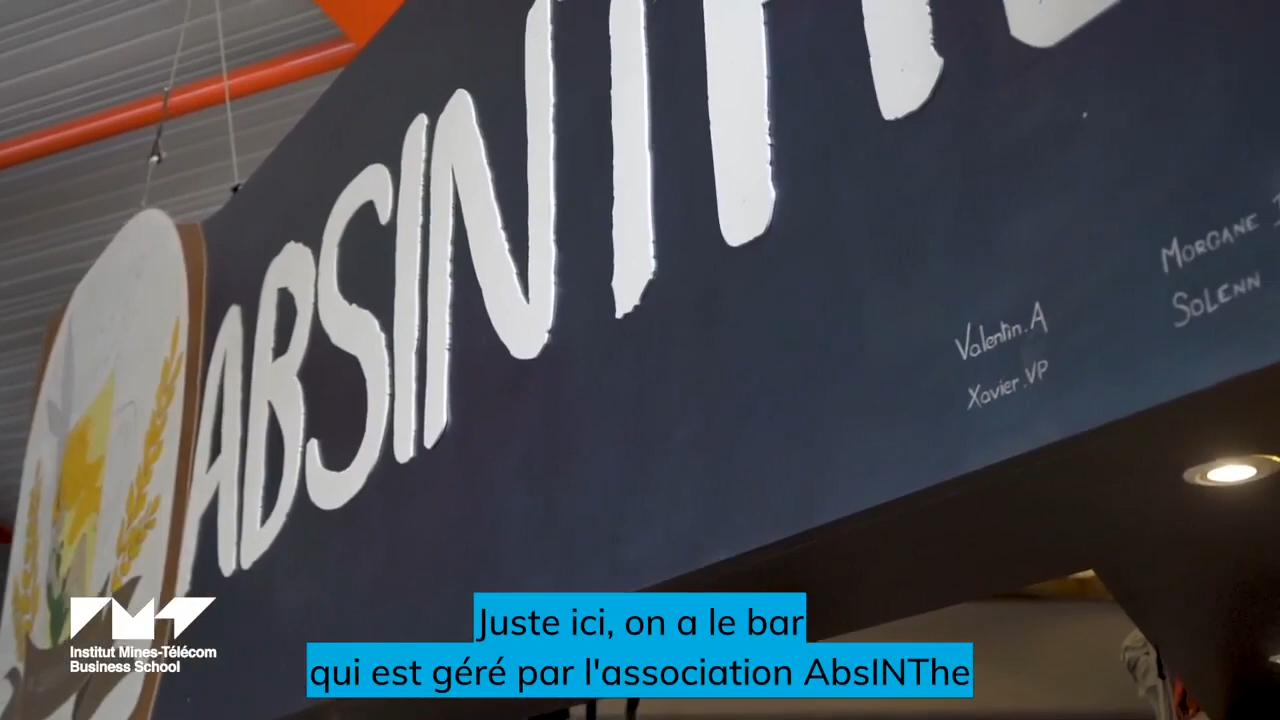 ABSINTHE
Valentin.A
Xavier.VP
MORGANE
SOLENN
Juste ici, on a le bar
qui est géré par l'association AbsINThe
IMT
Institut Mines-Télécom
Business School